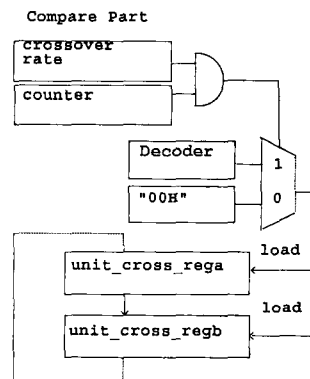 Compare Part
crossover
rate
counter
Decoder
1
"00H"
0
load
unit_cross_rega
load
unit_cross_regb